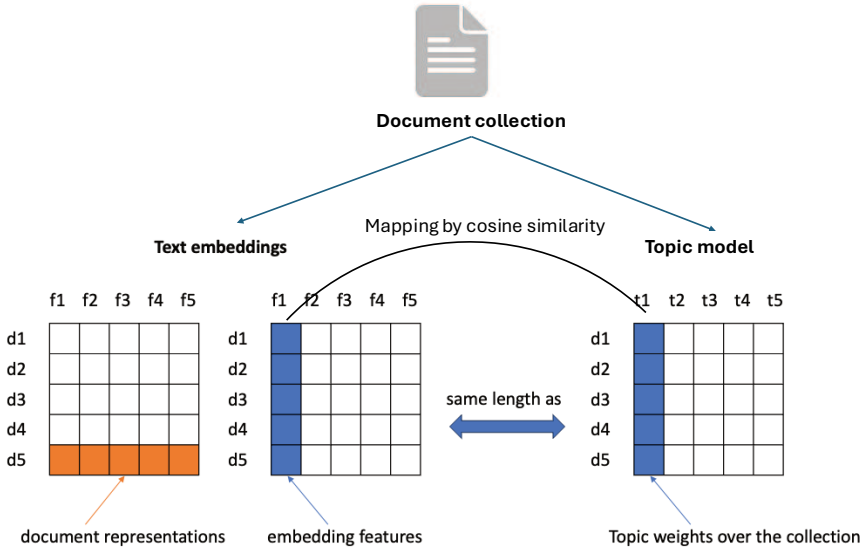 Document collection
Mapping by cosine similarity
Text embeddings
Topic model
f1 f2 f3 f4 f5
f1 f2 f3 f4 f5
t1 t2 t3 t4 t5
d1
d2
d3
d4
d5
d1
d2
d3
d4
d5
same length as
d1
d2
d3
d4
d5
document representations
embedding features
Topic weights over the collection